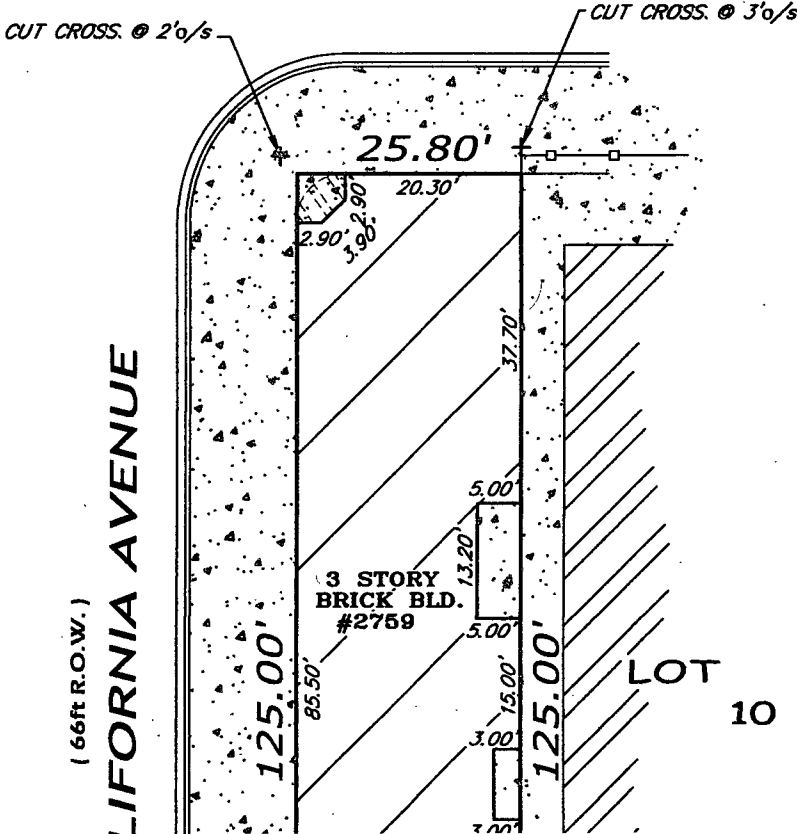 CUT CROSS. @ 2'o/s
CUT CROSS. @ 3'o/s
25.80'
20.30'
2.90'
2.90'
3.90'
37.70'
5.00'
13.20'
3 STORY
BRICK BLD.
#2759
5.00'
(66ft R.O.W.)
LIFORNIA AVENUE
125.00'
85.50'
15.00'
125.00'
LOT
10
3.00'
3.00'